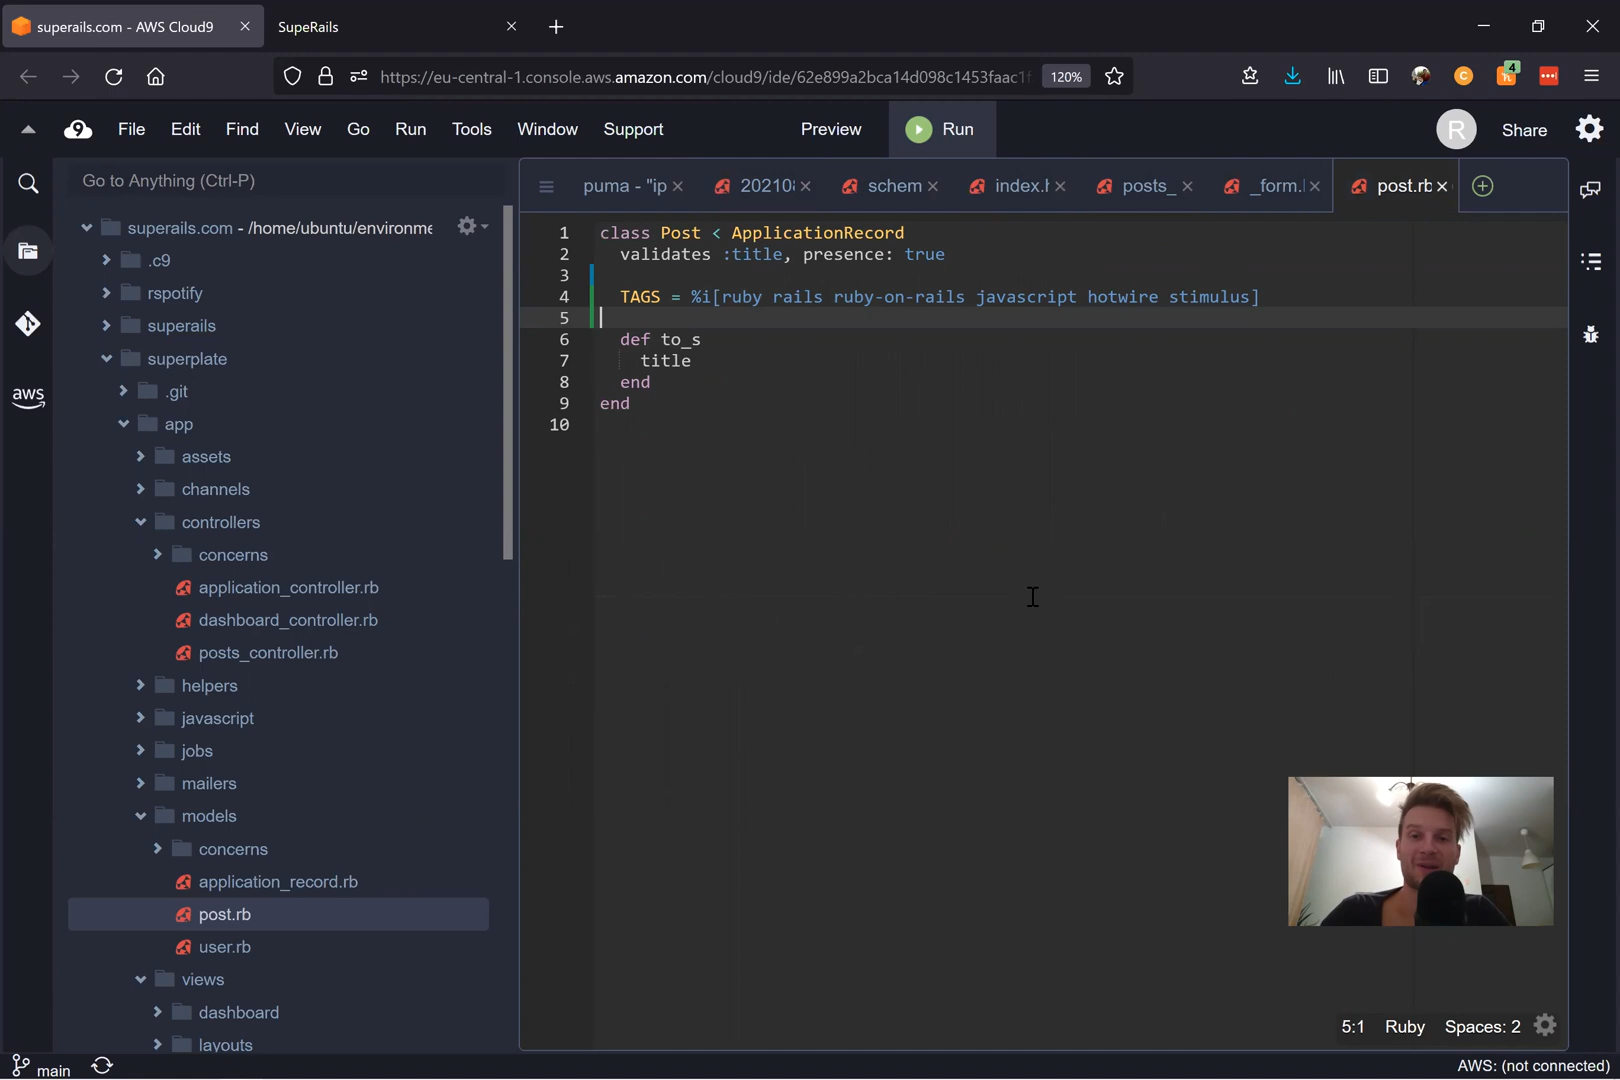 superails.com - AWS Cloud9
SupeRails
https://eu-central-1.console.aws.amazon.com/cloud9/ide/62e899a2bca14d098c1453faac1f
120%
4
9
File Edit Find View Go Run Tools Window Support
Preview
Run
R
Share
Go to Anything (Ctrl-P)
puma - "ip
20210
schem
index.h
posts_
_form.
post.rb
superails.com - /home/ubuntu/environme
.c9
rspotify
superails
superplate
.git
app
assets
channels
controllers
concerns
application_controller.rb
dashboard_controller.rb
posts_controller.rb
helpers
javascript
jobs
mailers
models
concerns
application_record.rb
post.rb
user.rb
views
dashboard
layouts
aws
1 class Post < ApplicationRecord
2 validates :title, presence: true
3
4 TAGS = %i[ruby rails ruby-on-rails javascript hotwire stimulus]
5
6 def to_s
7 title
8 end
9 end
10
5:1 Ruby Spaces: 2
main
AWS: (not connected)